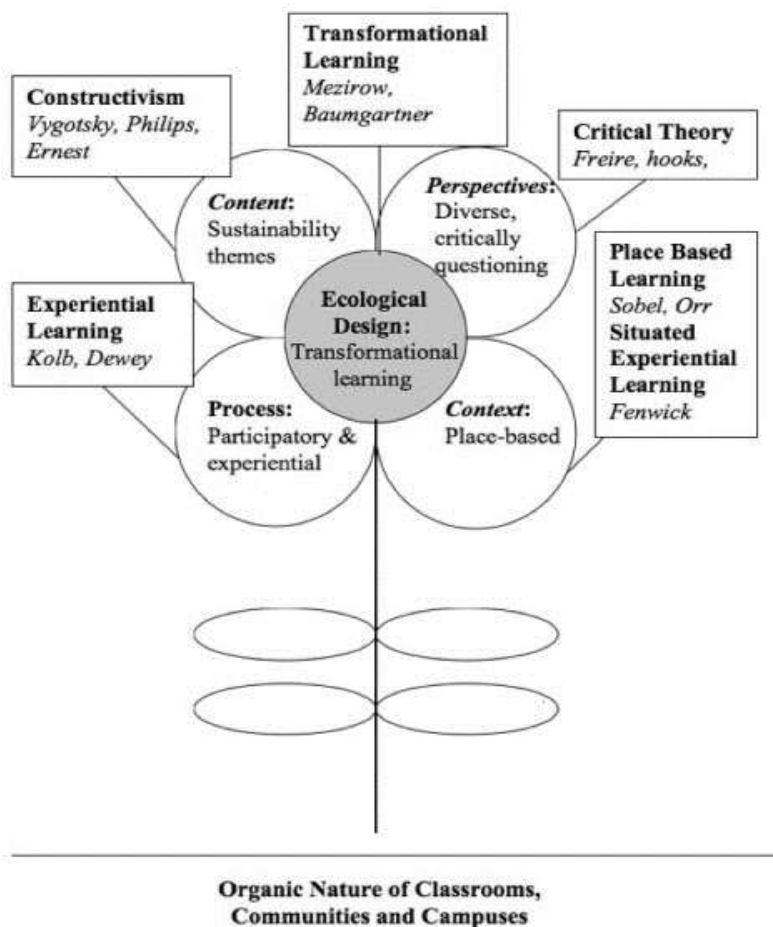 Transformational
Learning
Mezirow,
Baumgartner
Constructivism
Vygotsky, Philips,
Ernest
Critical Theory
Freire, hooks,
Content:
Sustainability
themes
Perspectives:
Diverse,
critically
questioning
Place Based
Learning
Sobel, Orr
Situated
Experiential
Learning
Fenwick
Experiential
Learning
Kolb, Dewey
Ecological
Design:
Transformational
learning
Process:
Participatory &
experiential
Context:
Place-based
Organic Nature of Classrooms,
Communities and Campuses